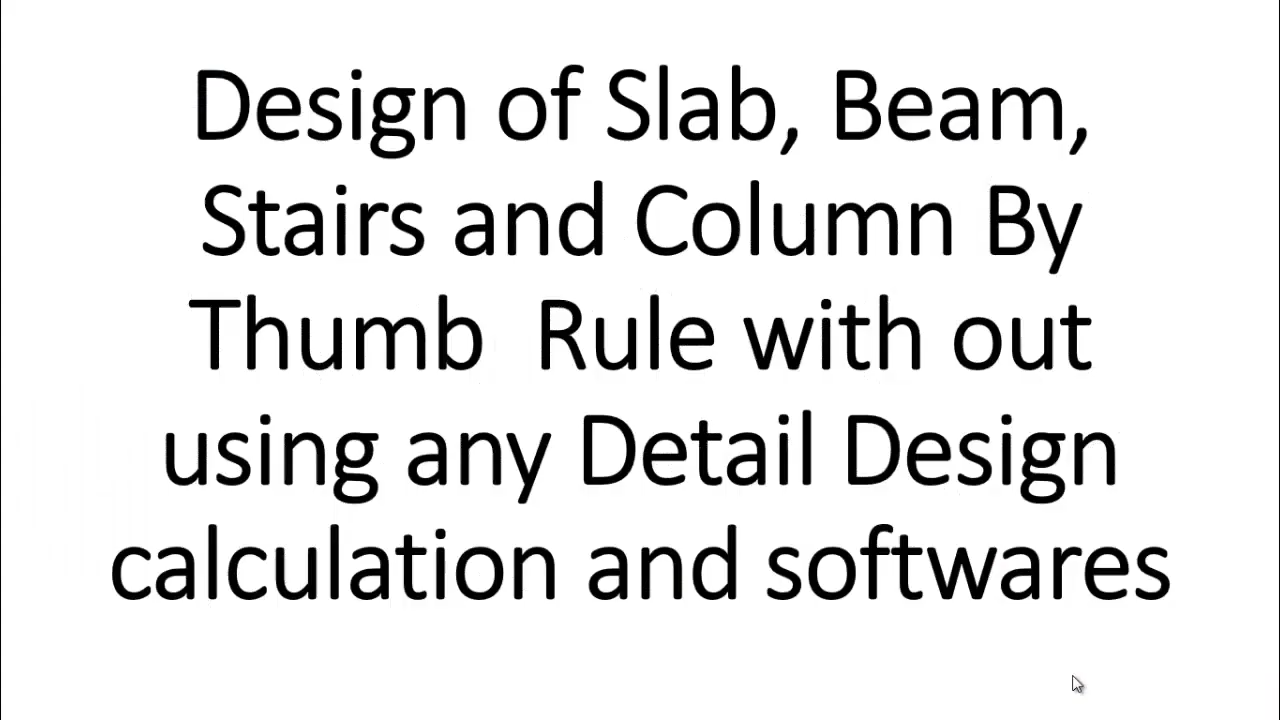 Design of Slab, Beam,
Stairs and Column By
Thumb  Rule with out
using any Detail Design
calculation and softwares